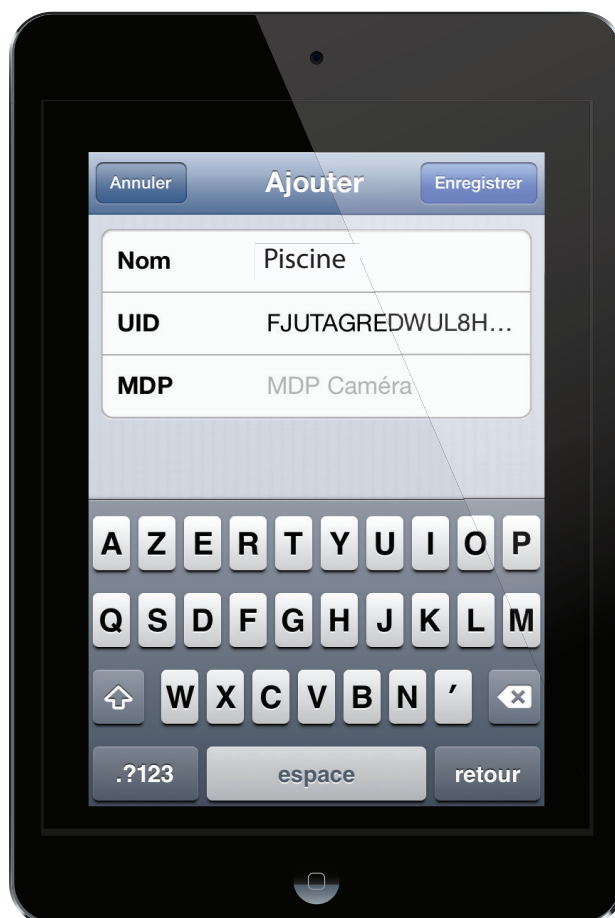 Annuler Ajouter Enregistrer
Nom Piscine
UID FJUTAGREDWUL8H...
MDP MDP Caméra
A Z E R T Y U I O P
Q S D F G H J K L M
W X C V B N ′
.?123 espace retour